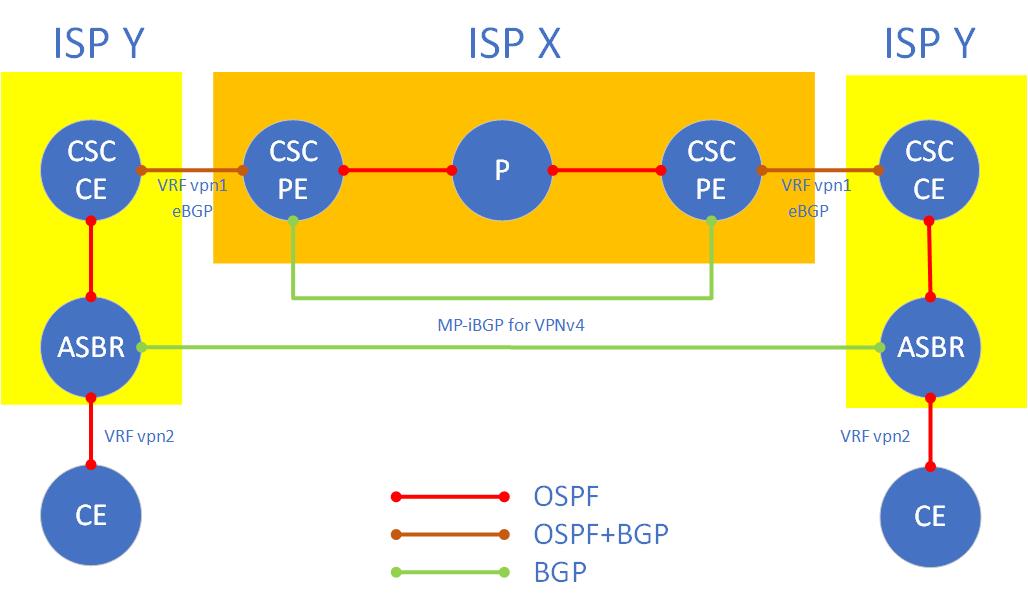 ISP Y
ISP X
ISP Y
CSC
CE
CSC
PE
P
CSC
PE
CSC
CE
VRF vpn1
eBGP
VRF vpn1
eBGP
MP-iBGP for VPNv4
ASBR
ASBR
VRF vpn2
VRF vpn2
CE
CE
OSPF
OSPF+BGP
BGP